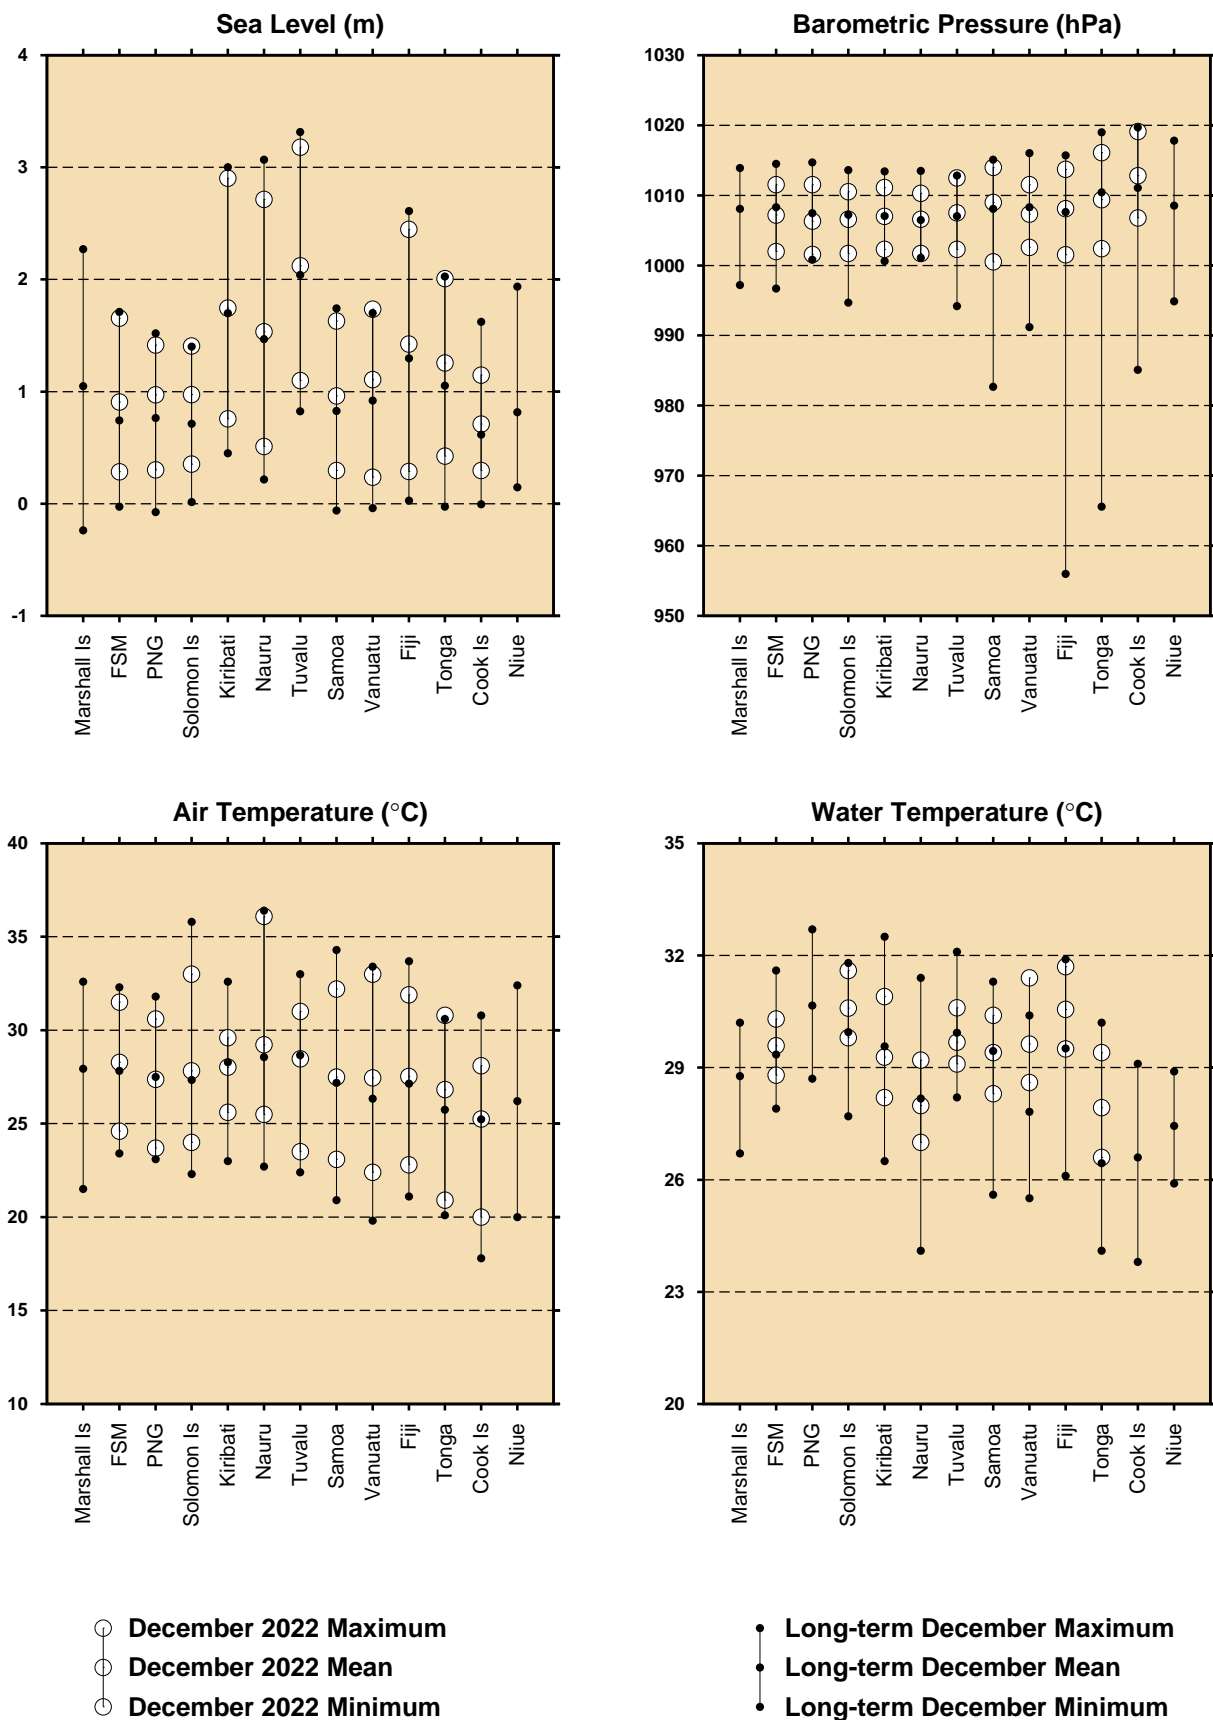 Sea Level (m)
4
3
2
1
0
-1
Marshall Is
FSM
PNG
Solomon Is
Kiribati
Nauru
Tuvalu
Samoa
Vanuatu
Fiji
Tonga
Cook Is
Niue
Barometric Pressure (hPa)
1030
1020
1010
1000
990
980
970
960
950
Marshall Is
FSM
PNG
Solomon Is
Kiribati
Nauru
Tuvalu
Samoa
Vanuatu
Fiji
Tonga
Cook Is
Niue
Air Temperature (°C)
40
35
30
25
20
15
10
Marshall Is
FSM
PNG
Solomon Is
Kiribati
Nauru
Tuvalu
Samoa
Vanuatu
Fiji
Tonga
Cook Is
Niue
Water Temperature (°C)
35
32
29
26
23
20
Marshall Is
FSM
PNG
Solomon Is
Kiribati
Nauru
Tuvalu
Samoa
Vanuatu
Fiji
Tonga
Cook Is
Niue
December 2022 Maximum
December 2022 Mean
December 2022 Minimum
Long-term December Maximum
Long-term December Mean
Long-term December Minimum